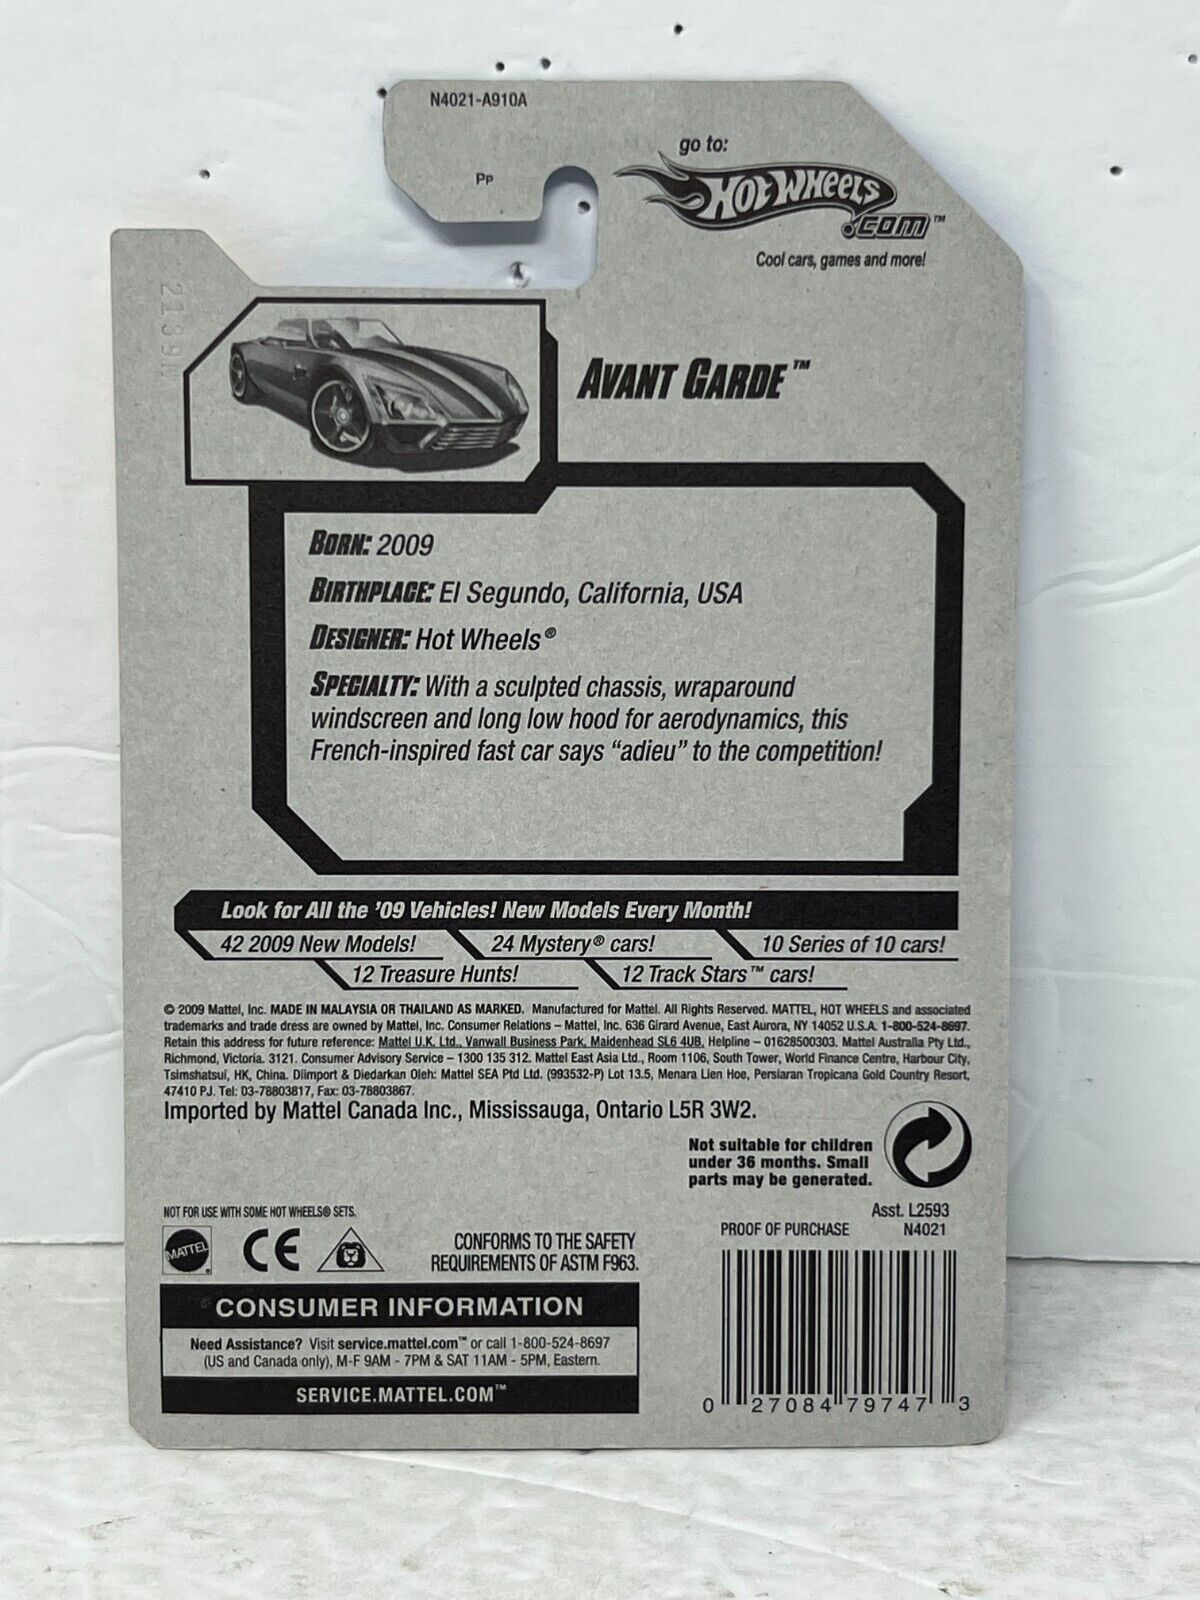 N4021-A910A
Pp
go to:
HOT WHEELS
.COM™
Cool cars, games and more!
AVANT GARDE™
BORN: 2009
BIRTHPLACE: El Segundo, California, USA
DESIGNER: Hot Wheels®
SPECIALTY: With a sculpted chassis, wraparound
windscreen and long low hood for aerodynamics, this
French-inspired fast car says “adieu” to the competition!
Look for All the ’09 Vehicles! New Models Every Month!
42 2009 New Models!
24 Mystery® cars!
10 Series of 10 cars!
12 Treasure Hunts!
12 Track Stars™ cars!
© 2009 Mattel, Inc. MADE IN MALAYSIA OR THAILAND AS MARKED. Manufactured for Mattel. All Rights Reserved. MATTEL, HOT WHEELS and associated
trademarks and trade dress are owned by Mattel, Inc. Consumer Relations – Mattel, Inc. 636 Girard Avenue, East Aurora, NY 14052 U.S.A. 1-800-524-8697.
Retain this address for future reference: Mattel U.K. Ltd., Vanwall Business Park, Maidenhead SL6 4UB, Helpline – 01628500303. Mattel Australia Pty Ltd.,
Richmond, Victoria. 3121. Consumer Advisory Service – 1300 135 312. Mattel East Asia Ltd., Room 1106, South Tower, World Finance Centre, Harbour City,
Tsimshatsui, HK, China. Diimport & Diedarkan Oleh: Mattel SEA Ptd Ltd. (993532-P) Lot 13.5, Menara Lien Hoe, Persiaran Tropicana Gold Country Resort,
47410 PJ. Tel: 03-78803817, Fax: 03-78803867.
Imported by Mattel Canada Inc., Mississauga, Ontario L5R 3W2.
Not suitable for children
under 36 months. Small
parts may be generated.
NOT FOR USE WITH SOME HOT WHEELS® SETS.
MATTEL®
CE
CONFORMS TO THE SAFETY
REQUIREMENTS OF ASTM F963.
Asst. L2593
PROOF OF PURCHASE N4021
CONSUMER INFORMATION
Need Assistance? Visit service.mattel.com™ or call 1-800-524-8697
(US and Canada only), M-F 9AM - 7PM & SAT 11AM - 5PM, Eastern.
SERVICE.MATTEL.COM™
0 27084 79747 3